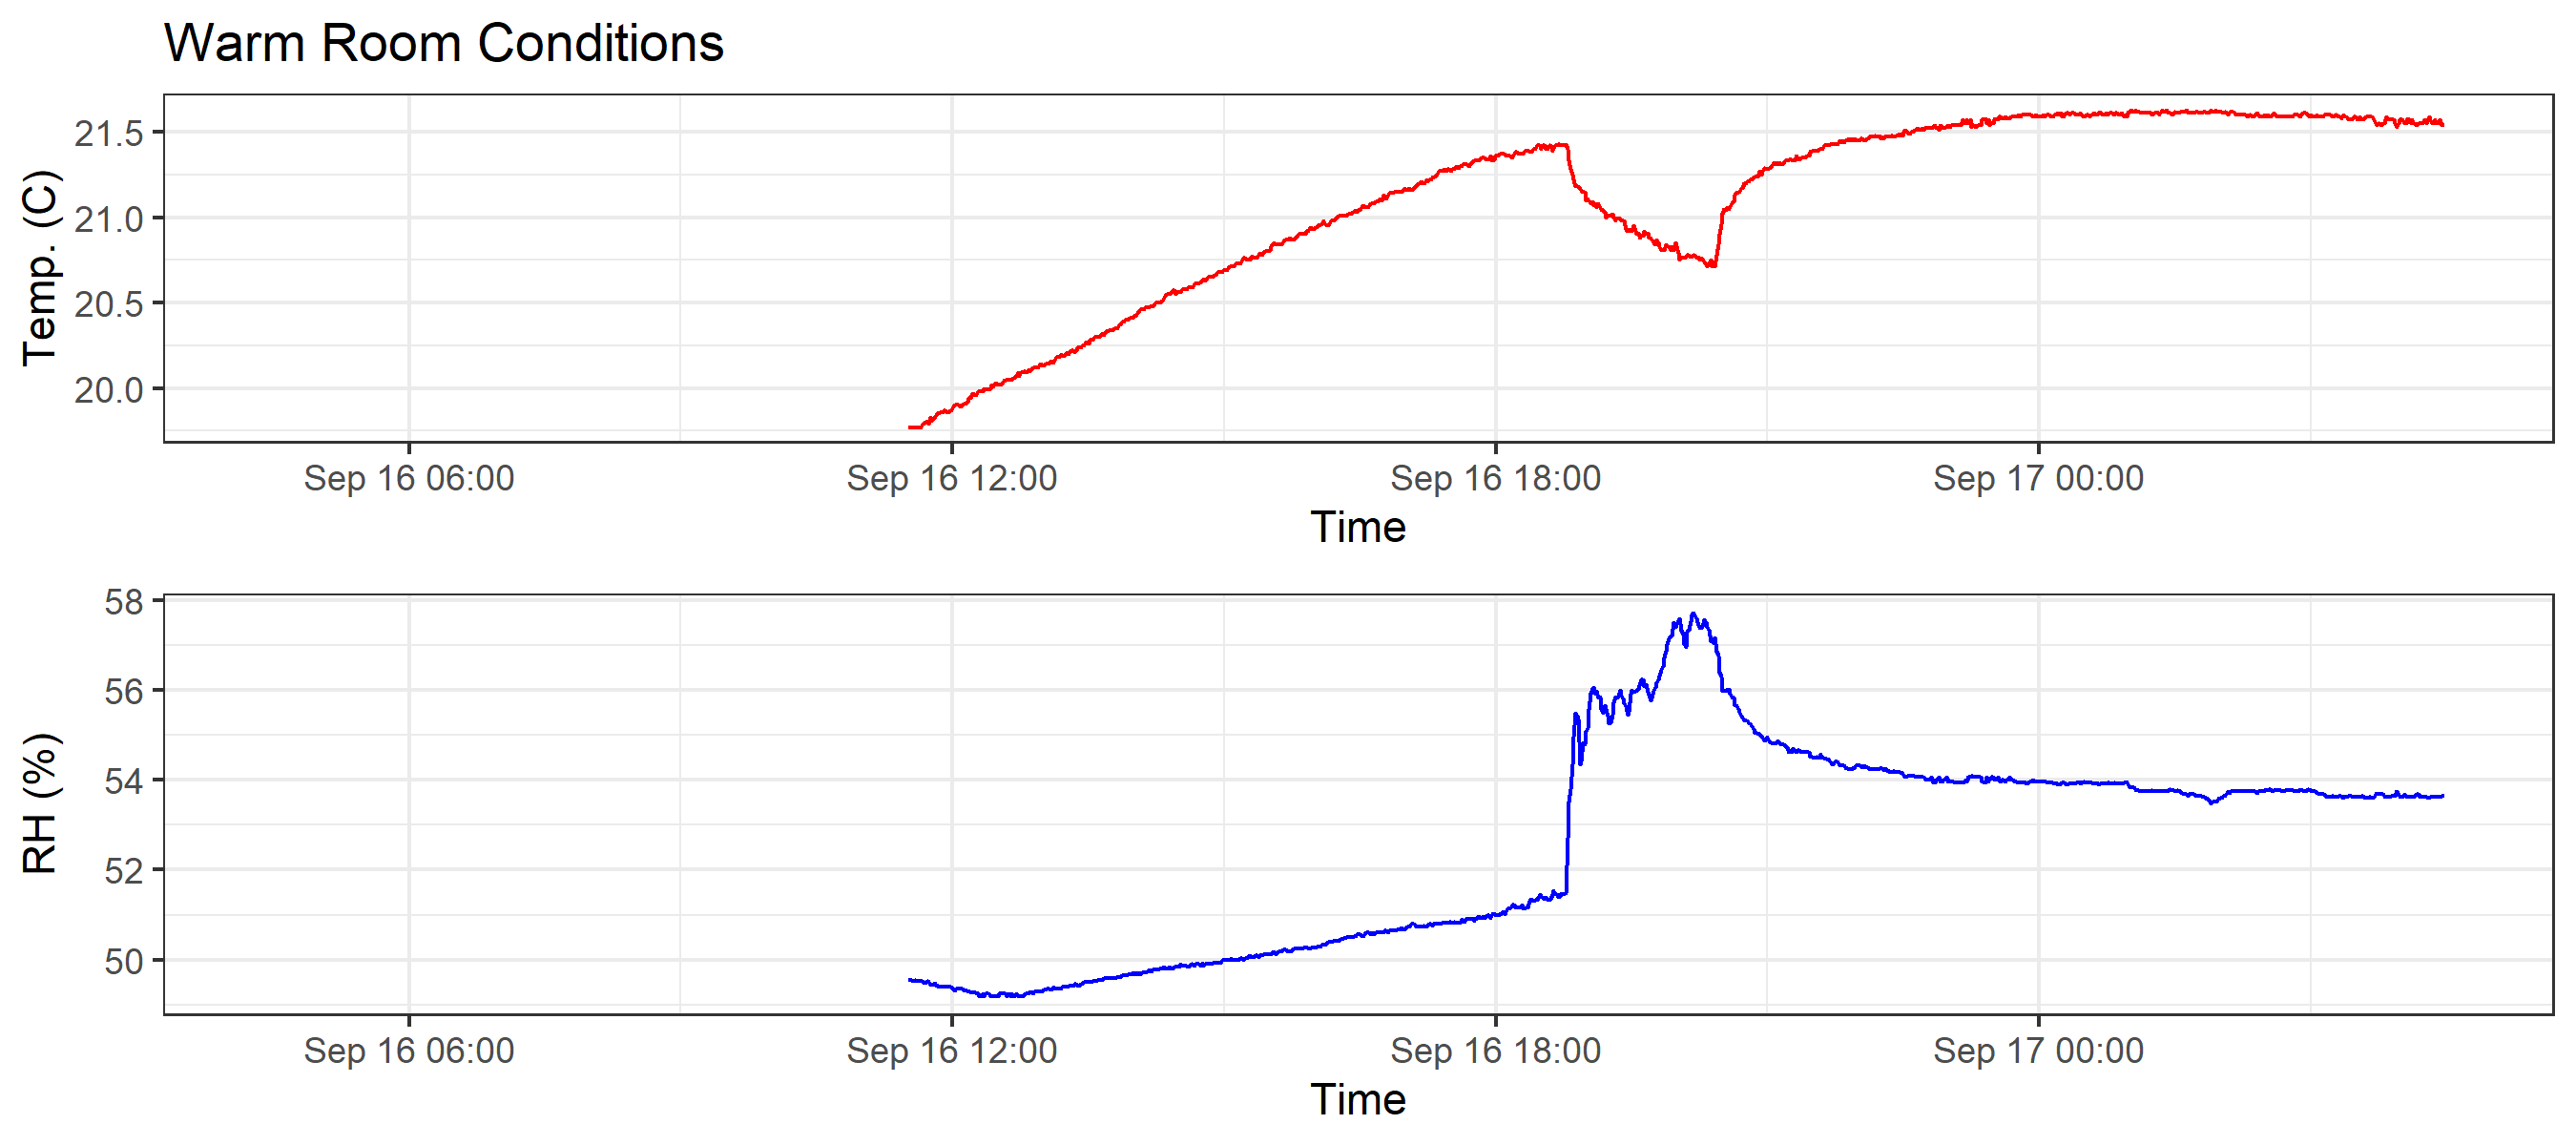 Warm Room Conditions
Temp. (C)
21.5
21.0
20.5
20.0
Sep 16 06:00 Sep 16 12:00 Sep 16 18:00 Sep 17 00:00
Time
RH (%)
58
56
54
52
50
Sep 16 06:00 Sep 16 12:00 Sep 16 18:00 Sep 17 00:00
Time